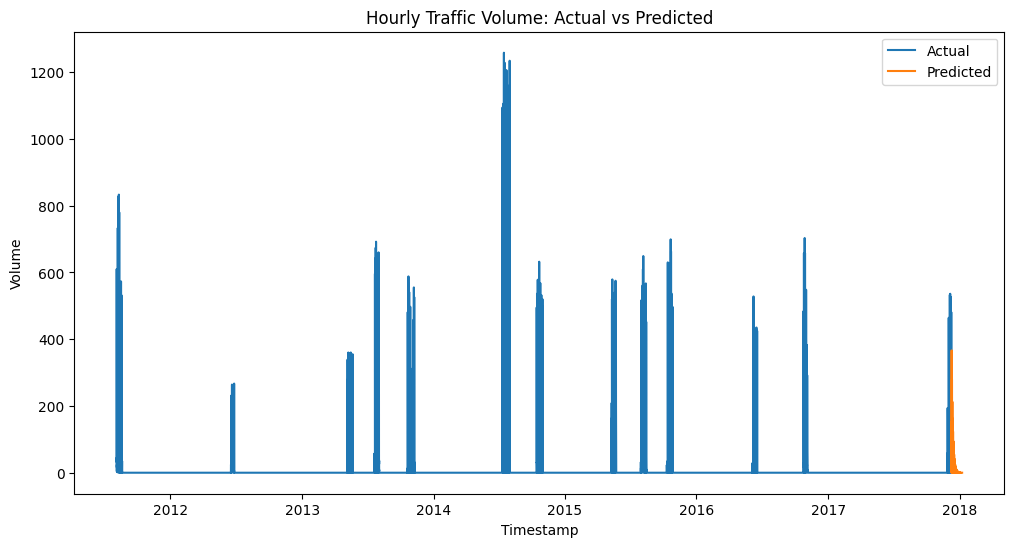 Hourly Traffic Volume: Actual vs Predicted
Actual
Predicted
Volume
1200
1000
800
600
400
200
0
2012
2013
2014
2015
2016
2017
2018
Timestamp